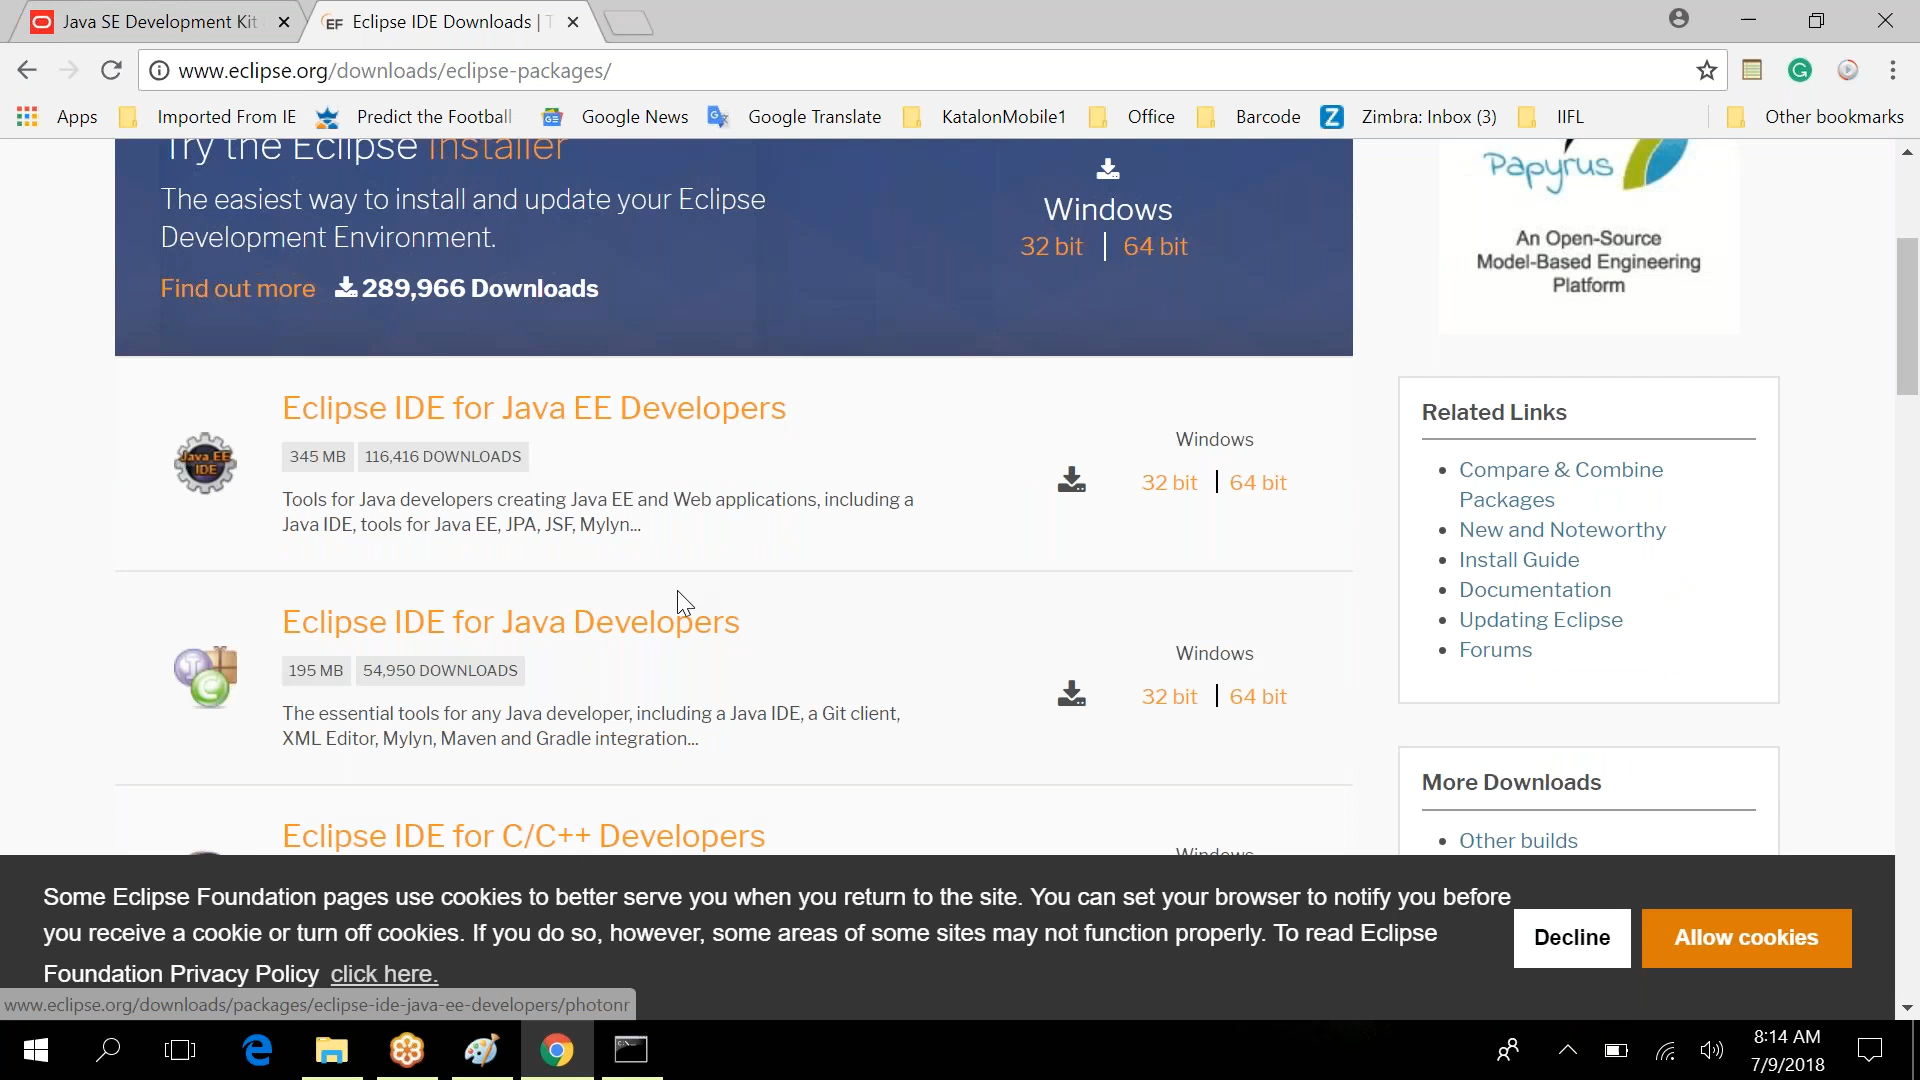 Java SE Development Kit
EF Eclipse IDE Downloads | T
www.eclipse.org/downloads/eclipse-packages/
Apps
Imported From IE
Predict the Football
Google News
Google Translate
KatalonMobile1
Office
Barcode
Z
Zimbra: Inbox (3)
IIFL
Other bookmarks
Try the Eclipse Installer
The easiest way to install and update your Eclipse
Development Environment.
Find out more 289,966 Downloads
Windows
32 bit | 64 bit
Papyrus
An Open-Source
Model-Based Engineering
Platform
Java EE
IDE
Eclipse IDE for Java EE Developers
345 MB 116,416 DOWNLOADS
Tools for Java developers creating Java EE and Web applications, including a
Java IDE, tools for Java EE, JPA, JSF, Mylyn...
Windows
32 bit | 64 bit
Eclipse IDE for Java Developers
195 MB 54,950 DOWNLOADS
The essential tools for any Java developer, including a Java IDE, a Git client,
XML Editor, Mylyn, Maven and Gradle integration...
Windows
32 bit | 64 bit
Eclipse IDE for C/C++ Developers
Windows
Related Links
• Compare & Combine
Packages
• New and Noteworthy
• Install Guide
• Documentation
• Updating Eclipse
• Forums
More Downloads
• Other builds
Some Eclipse Foundation pages use cookies to better serve you when you return to the site. You can set your browser to notify you before
you receive a cookie or turn off cookies. If you do so, however, some areas of some sites may not function properly. To read Eclipse
Foundation Privacy Policy click here.
Decline
Allow cookies
www.eclipse.org/downloads/packages/eclipse-ide-java-ee-developers/photonr
8:14 AM
7/9/2018